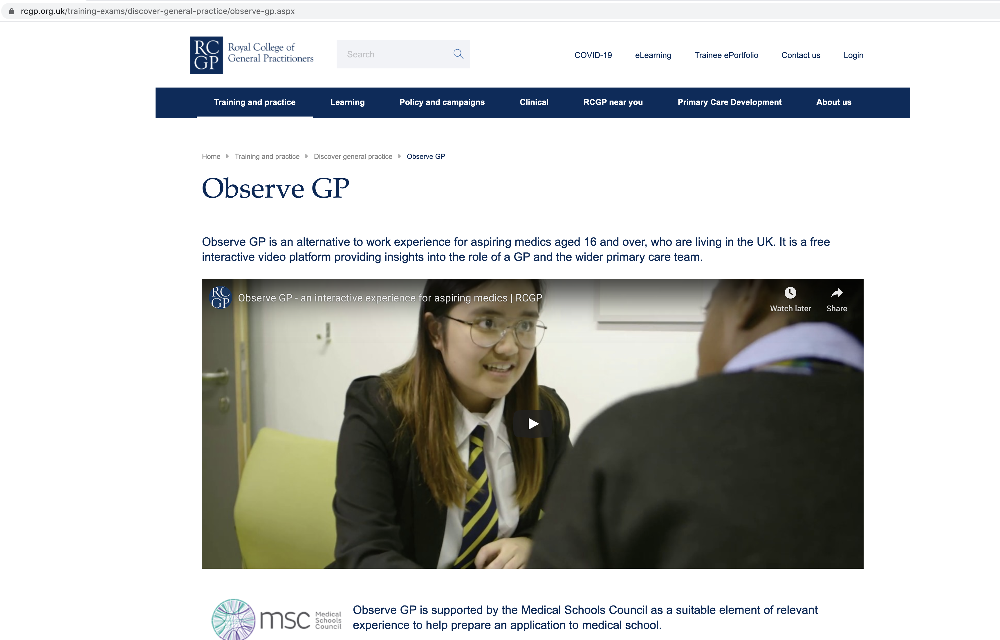 rcgp.org.uk/training-exams/discover-general-practice/observe-gp.aspx
RC
GP
Royal College of
General Practitioners
Search
COVID-19
eLearning
Trainee ePortfolio
Contact us
Login
Training and practice
Learning
Policy and campaigns
Clinical
RCGP near you
Primary Care Development
About us
Home
Training and practice
Discover general practice
Observe GP
Observe GP
Observe GP is an alternative to work experience for aspiring medics aged 16 and over, who are living in the UK. It is a free
interactive video platform providing insights into the role of a GP and the wider primary care team.
RC
GP
Observe GP - an interactive experience for aspiring medics | RCGP
Watch later
Share
msc
Medical
Schools
Council
Observe GP is supported by the Medical Schools Council as a suitable element of relevant
experience to help prepare an application to medical school.